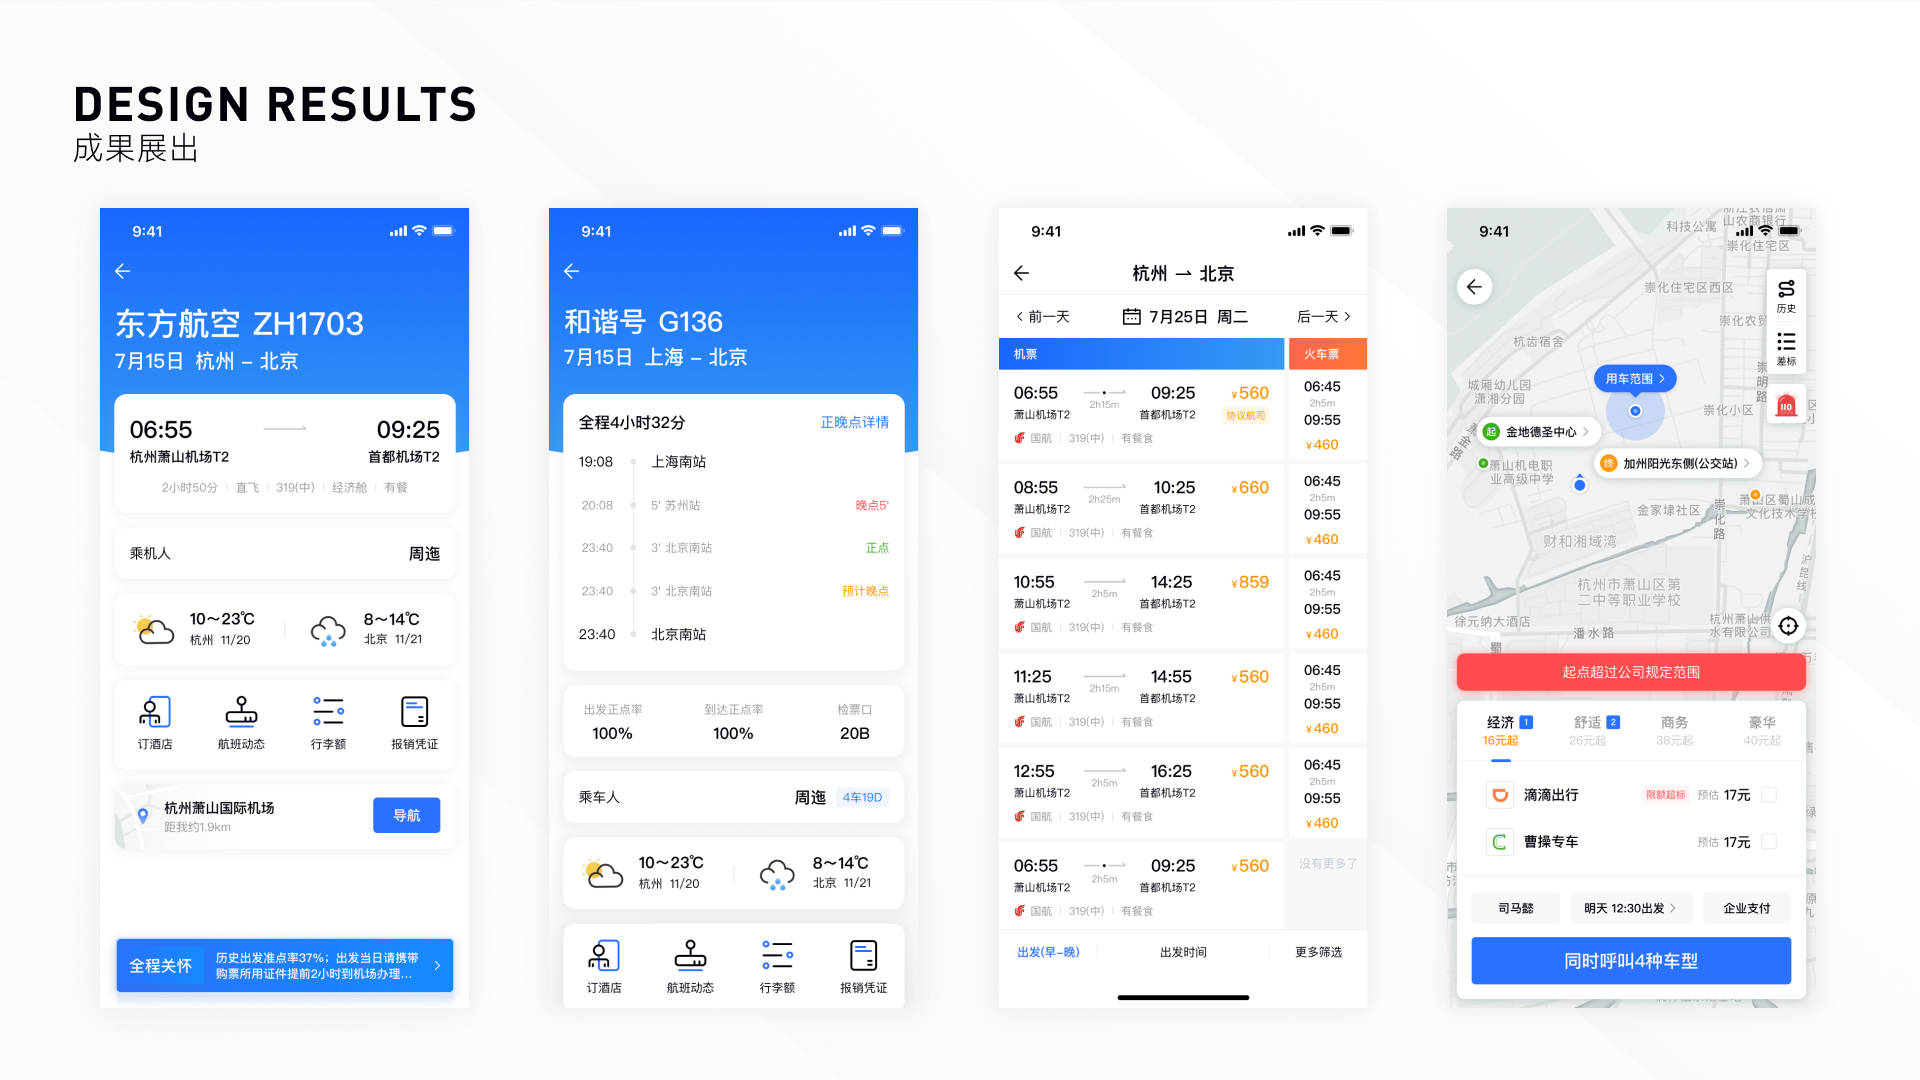 DESIGN RESULTS
成果展出
9:41
东方航空 ZH1703
7月15日 杭州 – 北京
06:55 09:25
杭州萧山机场T2 首都机场T2
2小时50分 直飞 319(中) 经济舱 有餐
乘机人 周迤
10～23℃ 8～14℃
杭州 11/20 北京 11/21
订酒店 航班动态 行李额 报销凭证
杭州萧山国际机场
距我约1.9km
导航
全程关怀
历史出发准点率37%；出发当日请携带
购票所用证件提前2小时到机场办理...
9:41
和谐号 G136
7月15日 上海 – 北京
全程4小时32分 正晚点详情
19:08 上海南站
20:08 5' 苏州站 晚点5'
23:40 3' 北京南站 正点
23:40 3' 北京南站 预计晚点
23:40 北京南站
出发正点率 到达正点率 检票口
100% 100% 20B
乘车人 周迤 4车19D
10～23℃ 8～14℃
杭州 11/20 北京 11/21
订酒店 航班动态 行李额 报销凭证
9:41
杭州 北京
前一天 7月25日 周二 后一天
机票 火车票
06:55 2h15m 09:25 ¥560
萧山机场T2 首都机场T2 协议航司
国航 319(中) 有餐食
06:45
2h5m
09:55
¥460
08:55 2h25m 10:25 ¥660
萧山机场T2 首都机场T2
国航 319(中) 有餐食
06:45
2h5m
09:55
¥460
10:55 2h5m 14:25 ¥859
萧山机场T2 首都机场T2
国航 319(中) 有餐食
06:45
2h5m
09:55
¥460
11:25 2h15m 14:55 ¥560
萧山机场T2 首都机场T2
国航 319(中) 有餐食
06:45
2h5m
09:55
¥460
12:55 2h5m 16:25 ¥560
萧山机场T2 首都机场T2
国航 319(中) 有餐食
06:45
2h5m
09:55
¥460
06:55 2h5m 09:25 ¥560
萧山机场T2 首都机场T2
国航 319(中) 有餐食
没有更多了
出发(早–晚) 出发时间 更多筛选
9:41
科技公寓
山农商银行
崇化住宅区
崇化住宅区西区
历史
崇化农贸
杭齿宿舍
差标
用车范围
城厢幼儿园
潇湘分园
崇明路
崇化小区
110
起 金地德圣中心
萧金路
终 加州阳光东侧(公交站)
萧山机电职
业高级中学
金家埭社区
崇化路
萧山区蜀山成
文化技术学校
财和湘域湾
沪昆线
杭州市萧山区第
二中等职业学校
徐元纳大酒店
潘水路
杭州萧山供
水有限公司
蜀
起点超过公司规定范围
经济 1 舒适 2 商务 豪华
16元起 26元起 38元起 40元起
滴滴出行 限额超标 预估 17元
曹操专车 预估 17元
司马懿 明天 12:30出发 企业支付
同时呼叫4种车型